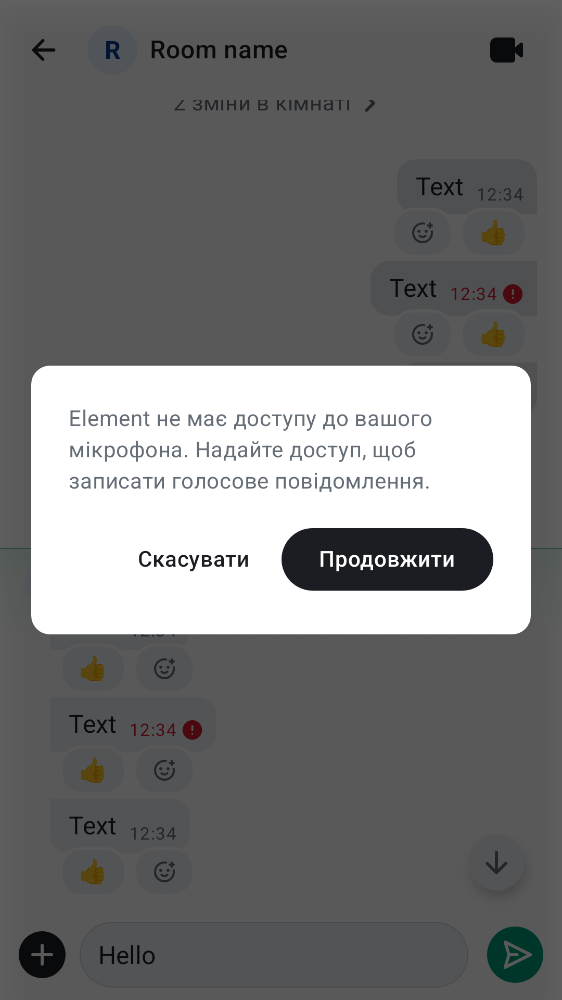 R Room name
2 зміни в кімнаті
Text 12:34
Text 12:34
Element не має доступу до вашого
мікрофона. Надайте доступ, щоб
записати голосове повідомлення.
Скасувати Продовжити
12:34
Text 12:34
Text 12:34
Hello